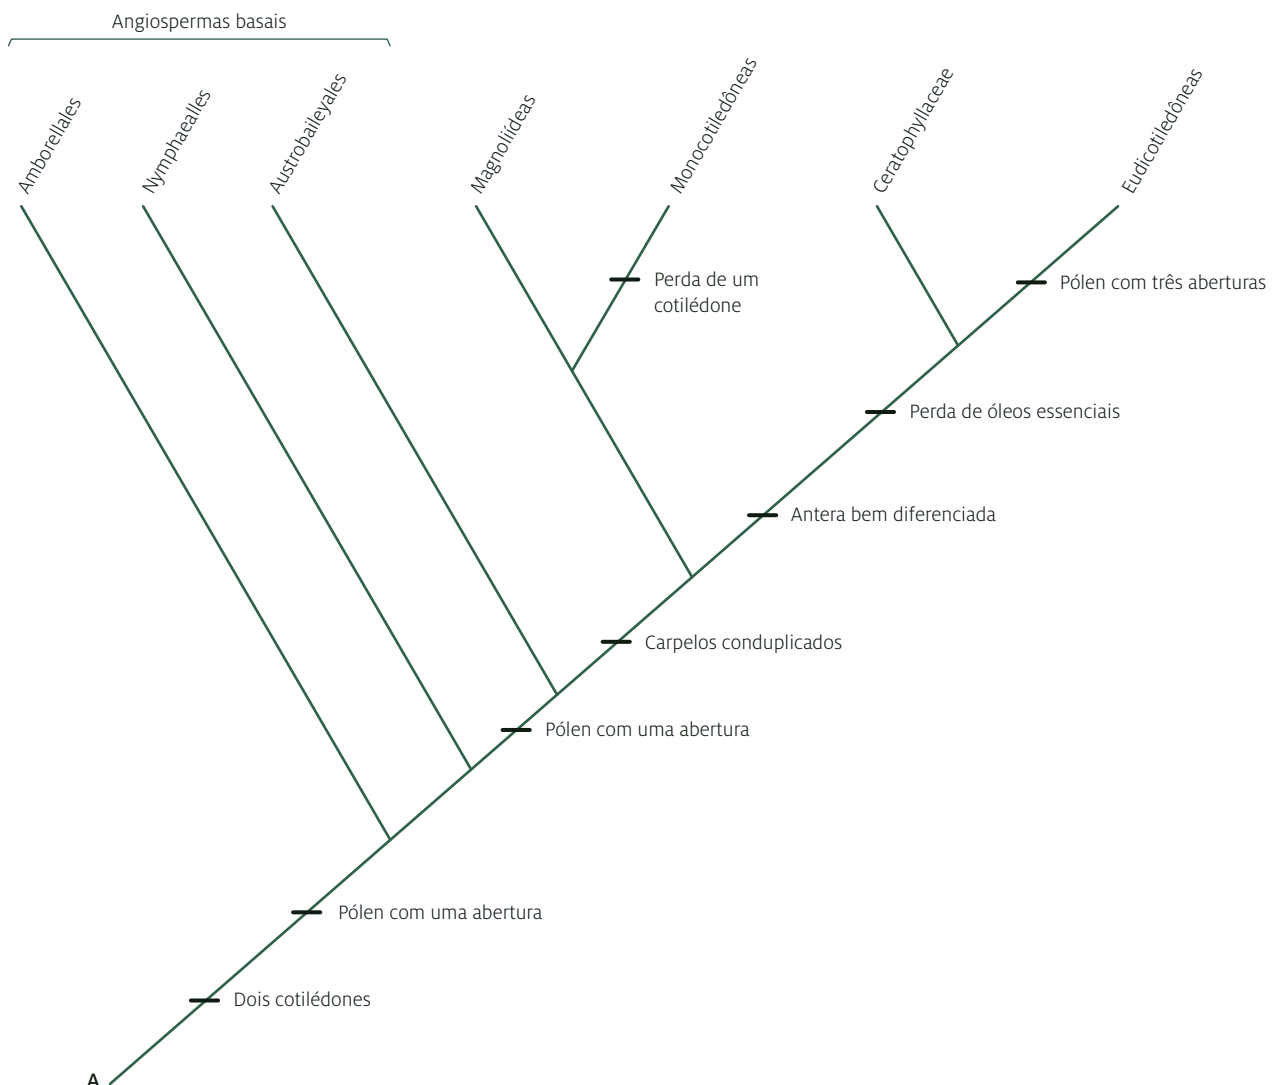 Angiospermas basais
Amborellales
Nymphaealles
Austrobaileyales
Magnoliídeas
Monocotiledôneas
Ceratophyllaceae
Eudicotiledôneas
Perda de um
cotilédone
Pólen com três aberturas
Perda de óleos essenciais
Antera bem diferenciada
Carpelos conduplicados
Pólen com uma abertura
Pólen com uma abertura
Dois cotilédones
A